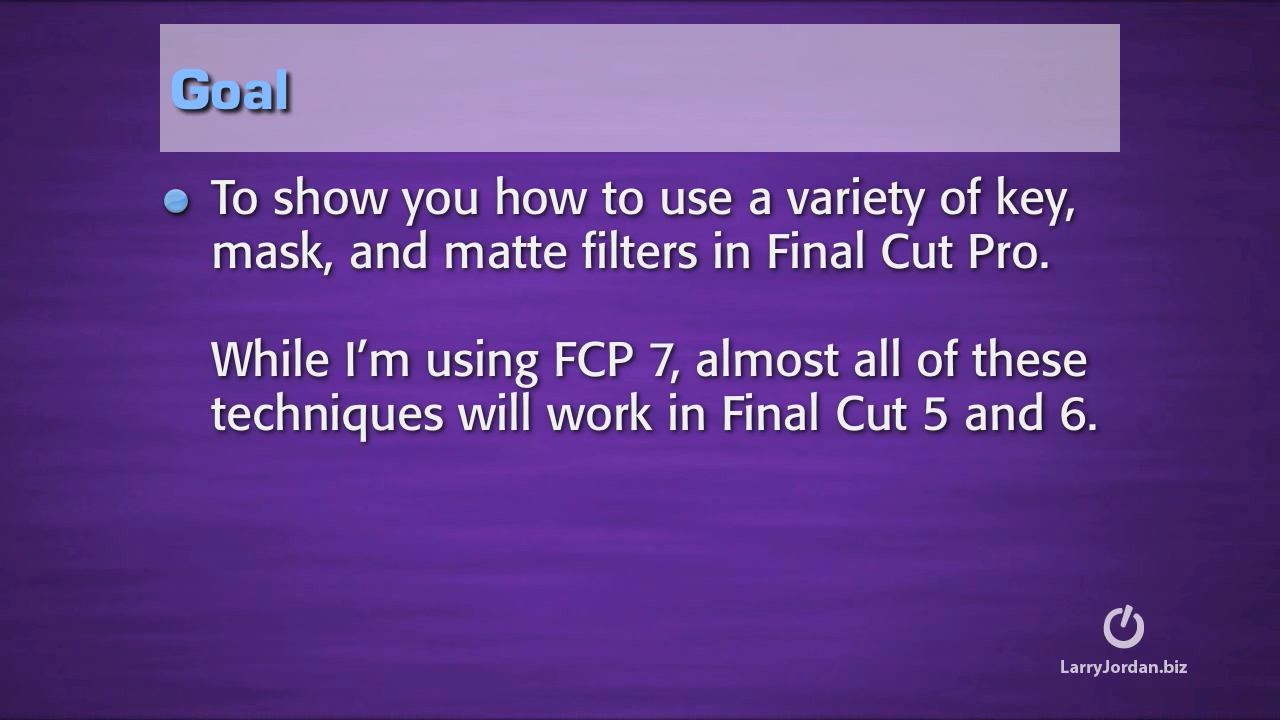 Goal
To show you how to use a variety of key,
mask, and matte filters in Final Cut Pro.
While I’m using FCP 7, almost all of these
techniques will work in Final Cut 5 and 6.
LarryJordan.biz